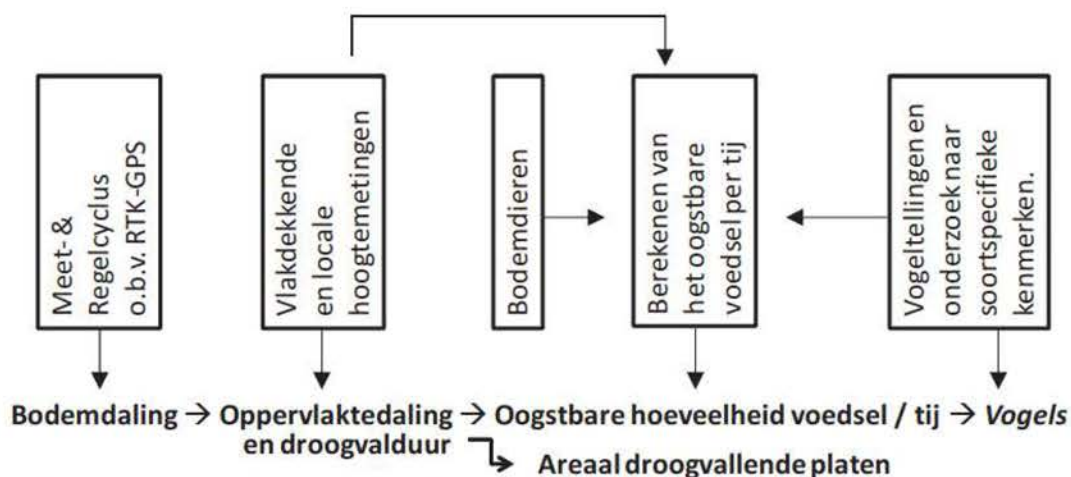 Meet- &
Regelcyclus
o.b.v. RTK-GPS
Vlakdekkende
en locale
hoogtemetingen
Bodemdieren
Berekenen van
het oogstbare
voedsel per tij
Vogeltellingen en
onderzoek naar
soortspecifieke
kenmerken.
Bodemdaling → Oppervlaktedaling → Oogstbare hoeveelheid voedsel / tij → Vogels
en droogvalduur
Areaal droogvallende platen